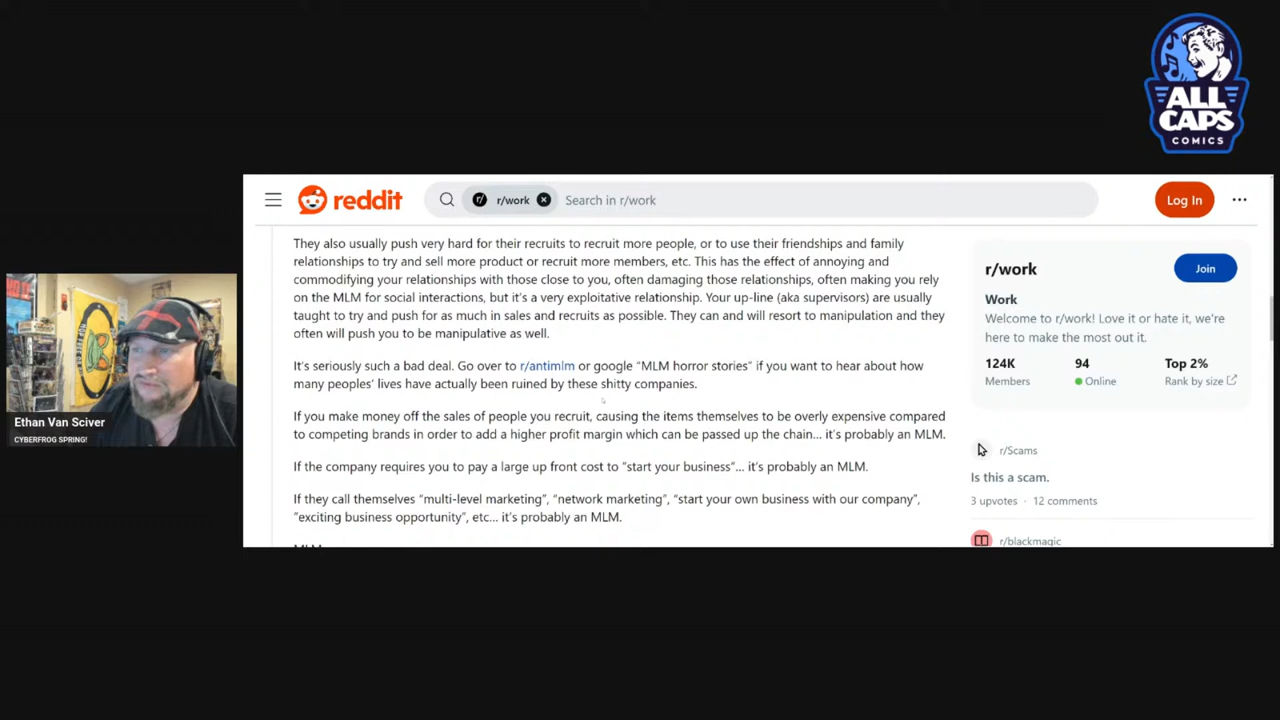 ALL
CAPS
COMICS
reddit
r/work
Search in r/work
Log In
They also usually push very hard for their recruits to recruit more people, or to use their friendships and family
relationships to try and sell more product or recruit more members, etc. This has the effect of annoying and
commodifying your relationships with those close to you, often damaging those relationships, often making you rely
on the MLM for social interactions, but it's a very exploitative relationship. Your up-line (aka supervisors) are usually
taught to try and push for as much in sales and recruits as possible. They can and will resort to manipulation and they
often will push you to be manipulative as well.
It's seriously such a bad deal. Go over to r/antimlm or google “MLM horror stories” if you want to hear about how
many peoples’ lives have actually been ruined by these shitty companies.
If you make money off the sales of people you recruit, causing the items themselves to be overly expensive compared
to competing brands in order to add a higher profit margin which can be passed up the chain... it's probably an MLM.
If the company requires you to pay a large up front cost to “start your business”... it's probably an MLM.
If they call themselves “multi-level marketing”, “network marketing”, “start your own business with our company”,
“exciting business opportunity”, etc... it's probably an MLM.
r/work
Join
Work
Welcome to r/work! Love it or hate it, we're
here to make the most out it.
124K
94
Top 2%
Members
Online
Rank by size
r/Scams
Is this a scam.
3 upvotes · 12 comments
r/blackmagic
Ethan Van Sciver
CYBERFROG SPRING!